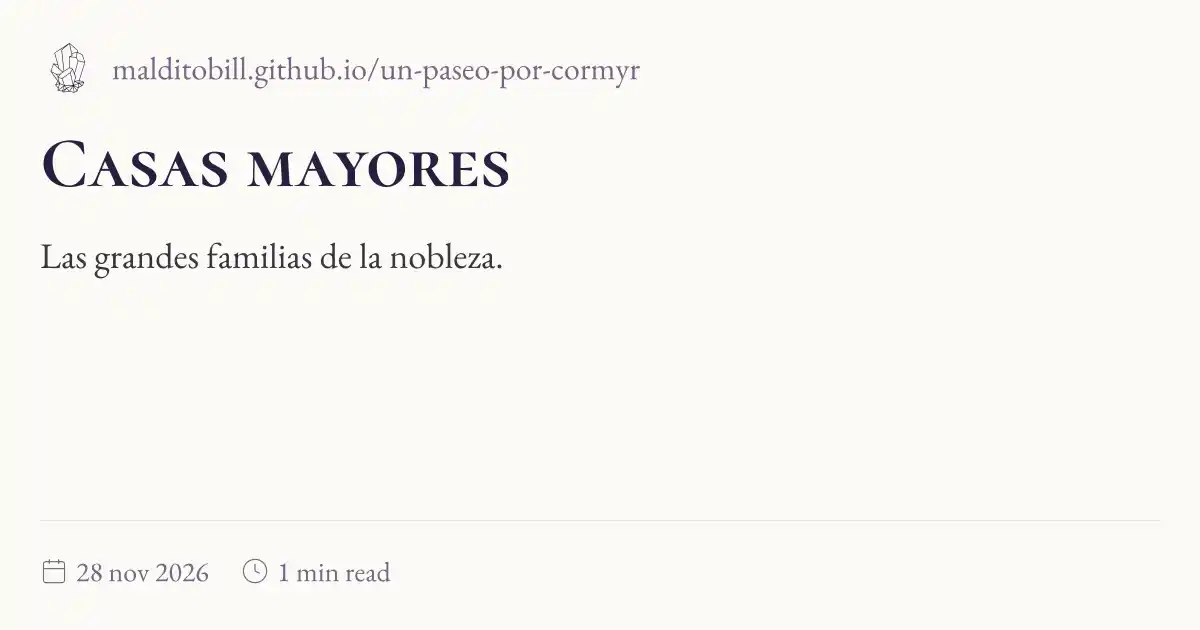 malditobill.github.io/un-paseo-por-cormyr
Casas mayores
Las grandes familias de la nobleza.
28 nov 2026
1 min read